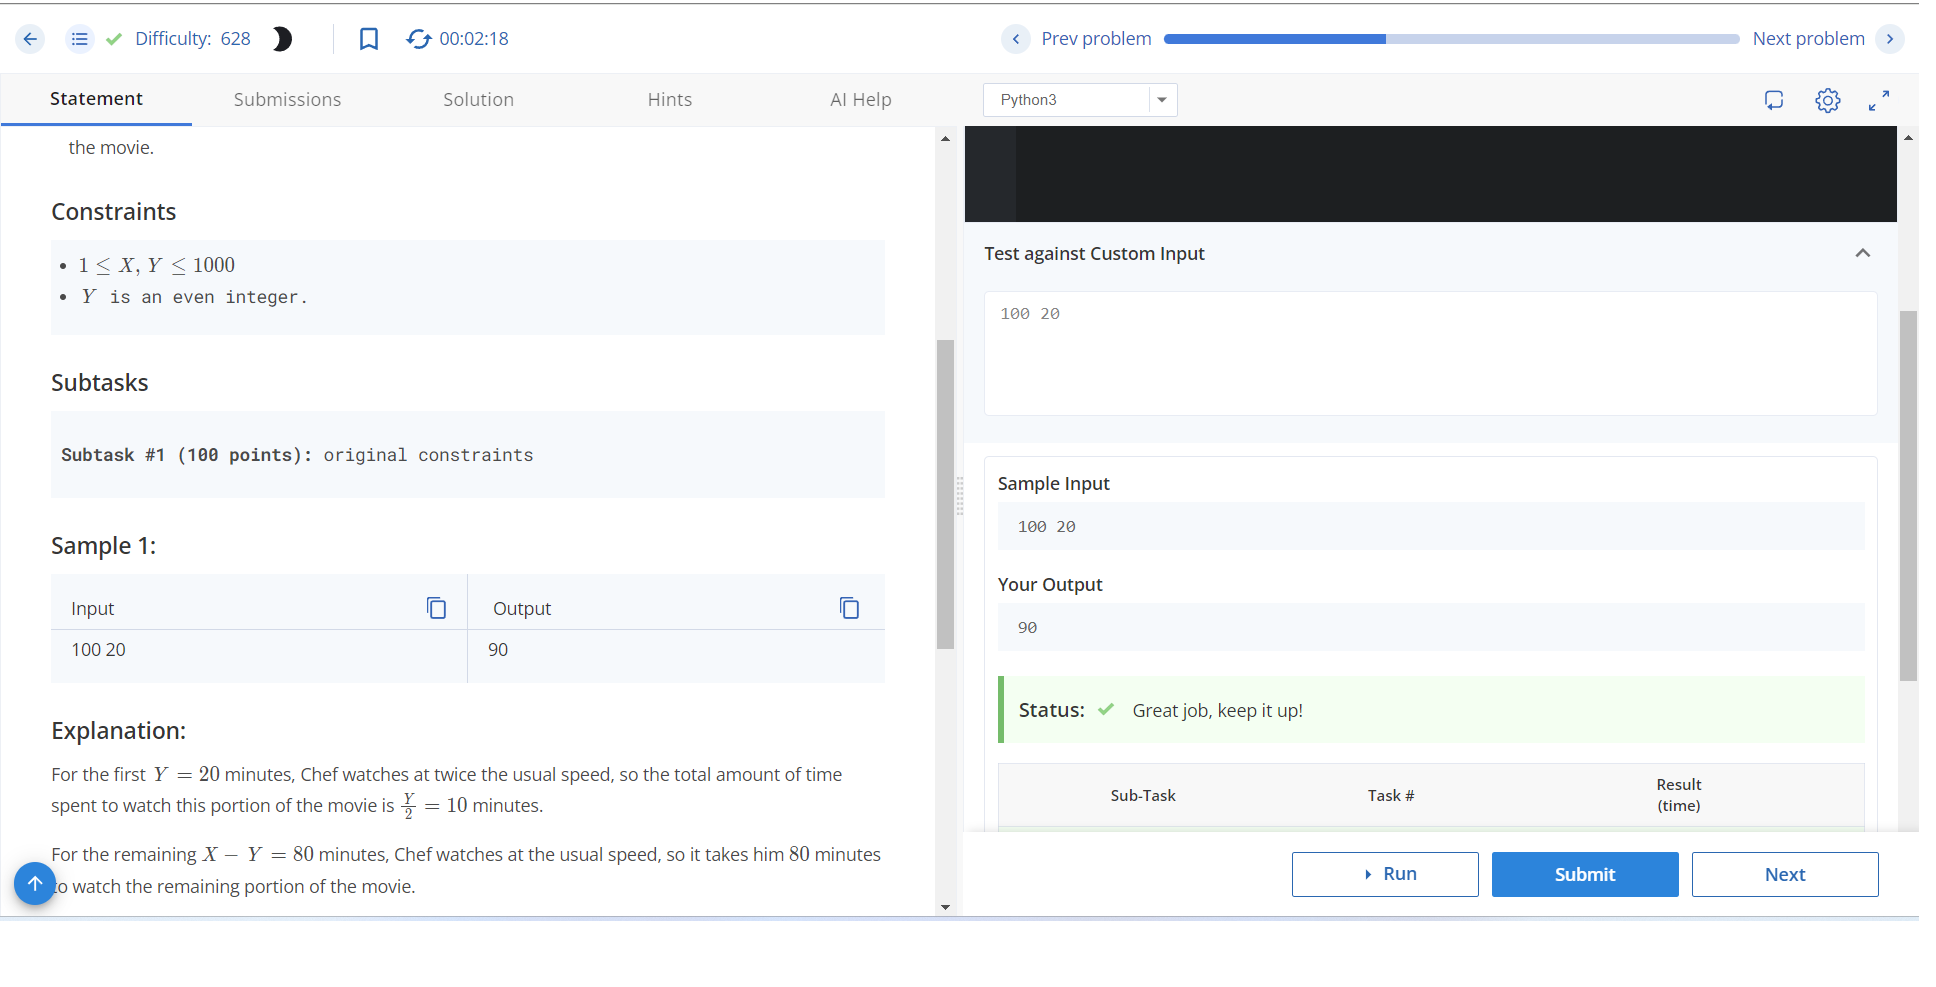 Difficulty: 628
00:02:18
Prev problem
Next problem
Statement
Submissions
Solution
Hints
AI Help
Python3
the movie.
Constraints
• 1 ≤ X, Y ≤ 1000
• Y is an even integer.
Subtasks
Subtask #1 (100 points): original constraints
Sample 1:
Input
Output
100 20
90
Explanation:
For the first Y = 20 minutes, Chef watches at twice the usual speed, so the total amount of time
spent to watch this portion of the movie is Y/2 = 10 minutes.
For the remaining X − Y = 80 minutes, Chef watches at the usual speed, so it takes him 80 minutes
to watch the remaining portion of the movie.
Test against Custom Input
100 20
Sample Input
100 20
Your Output
90
Status: Great job, keep it up!
Sub-Task
Task #
Result
(time)
Run
Submit
Next